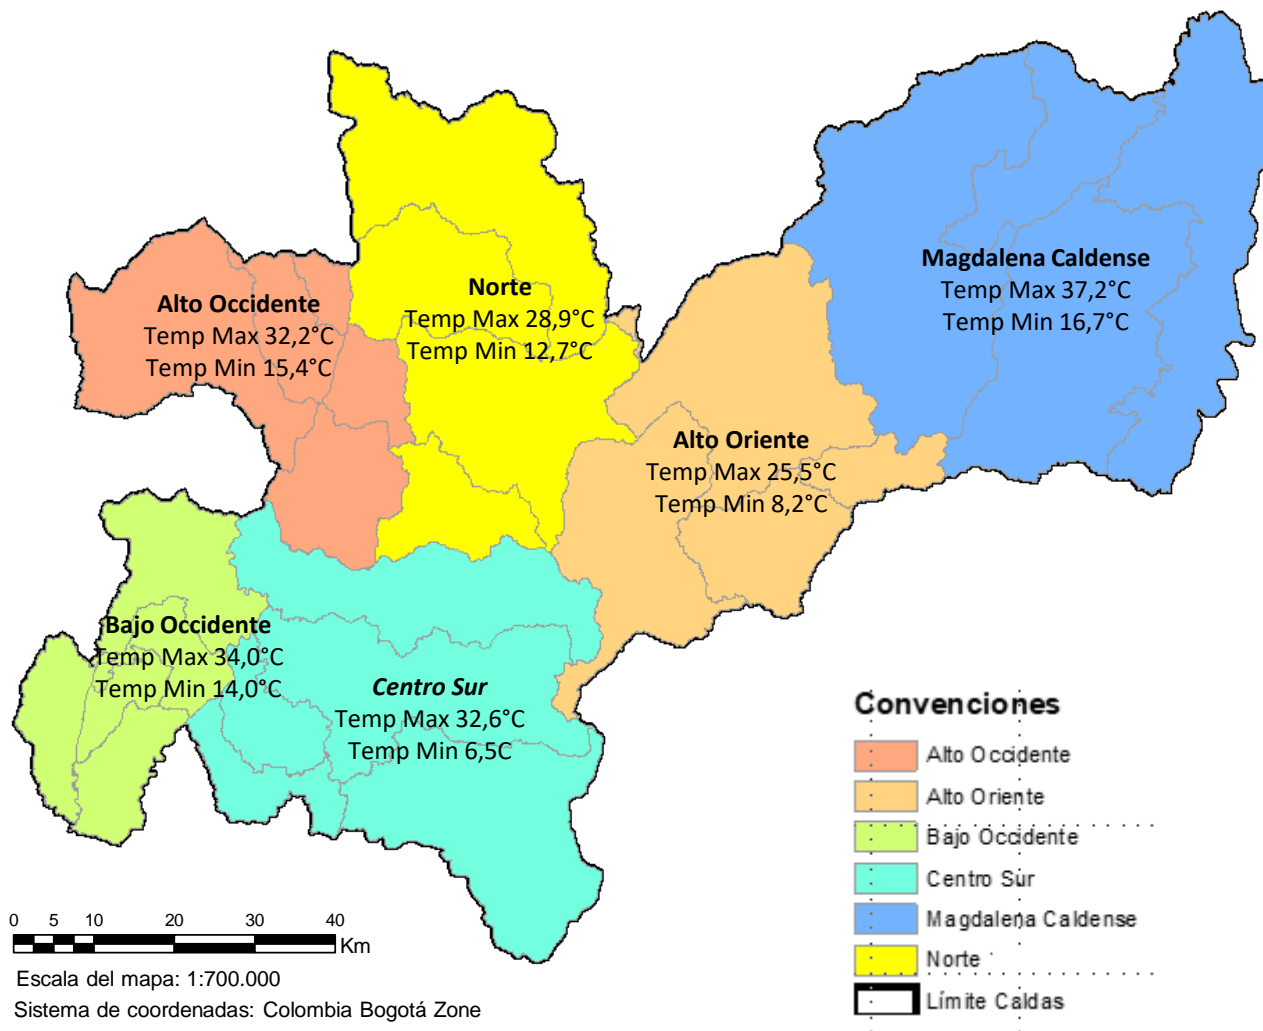 Magdalena Caldense
Temp Max 37,2°C
Temp Min 16,7°C
Norte
Temp Max 28,9°C
Temp Min 12,7°C
Alto Occidente
Temp Max 32,2°C
Temp Min 15,4°C
Alto Oriente
Temp Max 25,5°C
Temp Min 8,2°C
Bajo Occidente
Temp Max 34,0°C
Temp Min 14,0°C
Centro Sur
Temp Max 32,6°C
Temp Min 6,5C
Convenciones
Alto Occidente
Alto Oriente
Bajo Occidente
Centro Sur
Magdalena Caldense
Norte
Límite Caldas
0 5 10 20 30 40
Km
Escala del mapa: 1:700.000
Sistema de coordenadas: Colombia Bogotá Zone